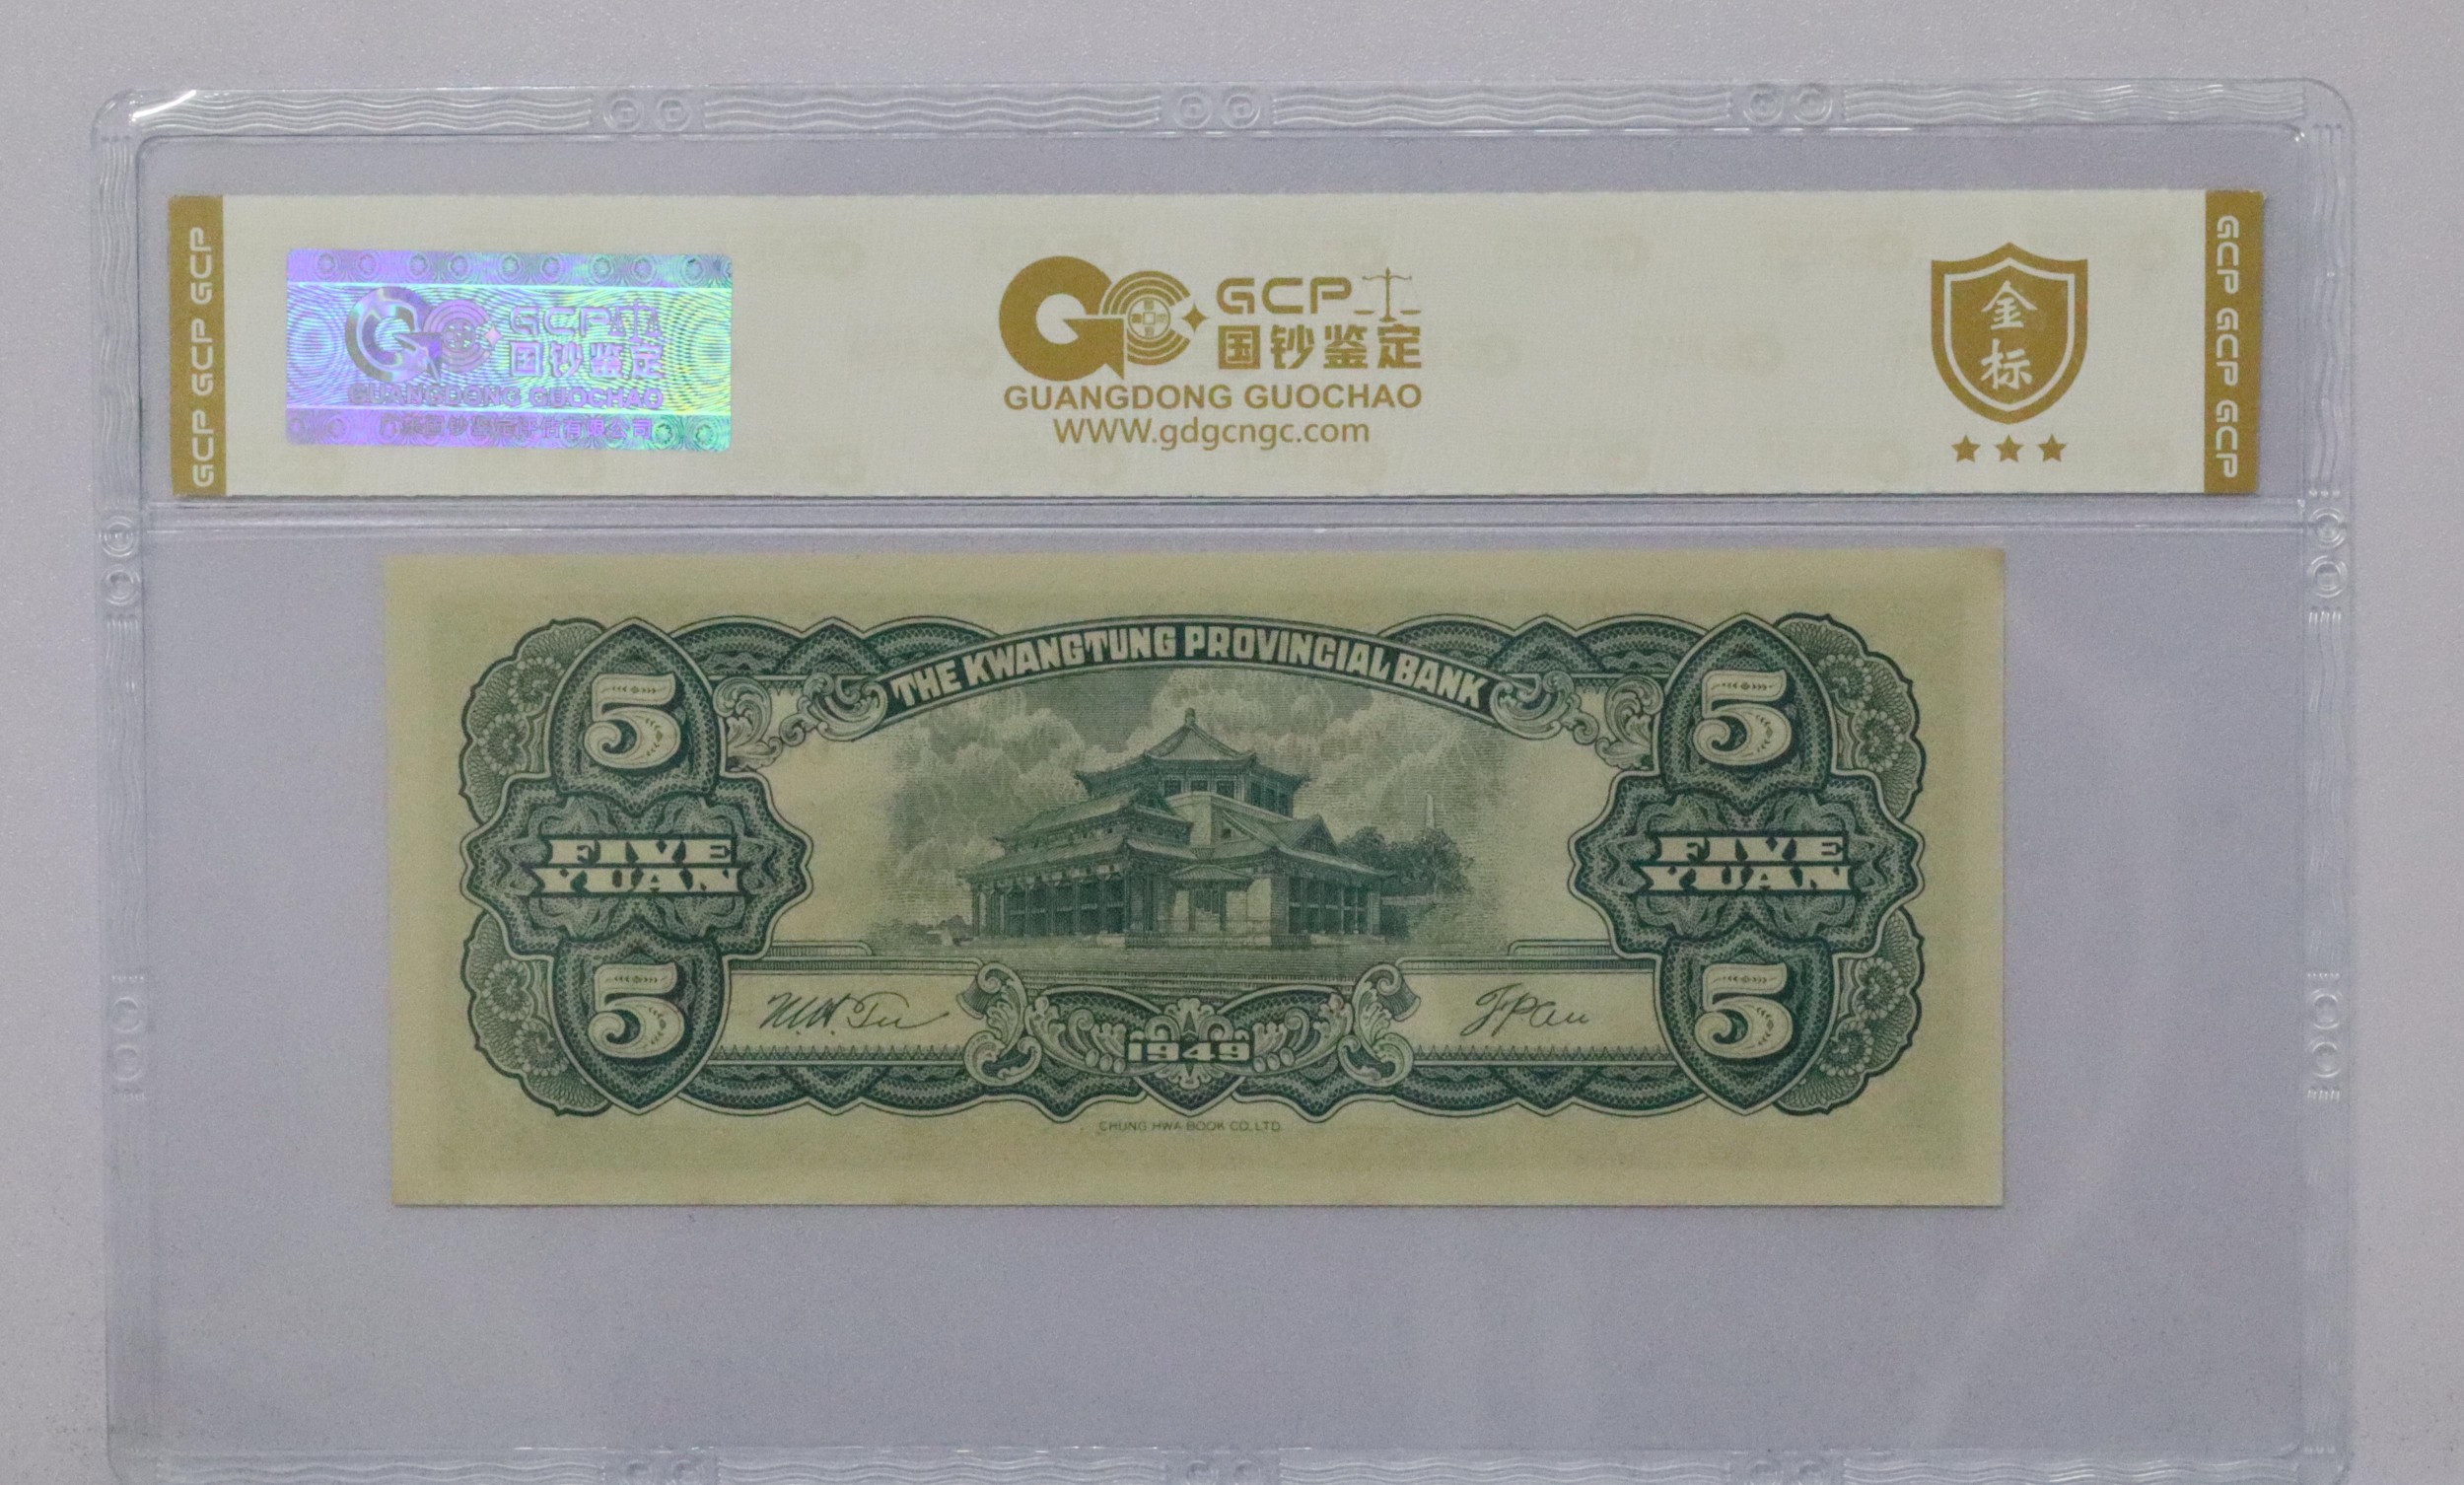 GCP GCP GCP
GCP
国钞鉴定
GUANGDONG GUOCHAO
GCP
国钞鉴定
GUANGDONG GUOCHAO
WWW.gdgcngc.com
金
标
GCP GCP GCP
THE KWANGTUNG PROVINCIAL BANK
5
5
FIVE
YUAN
FIVE
YUAN
5
5
1949
CHUNG HWA BOOK CO. LTD.